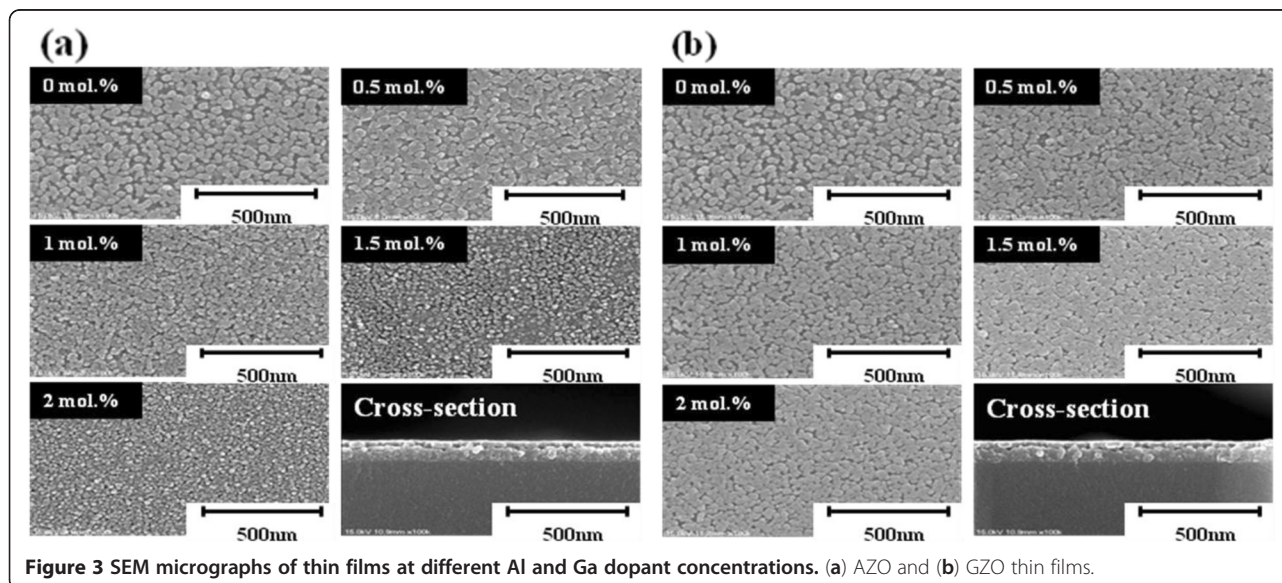 (a)
(b)
0 mol.%
0.5 mol.%
0 mol.%
0.5 mol.%
500nm
500nm
500nm
500nm
1 mol.%
1.5 mol.%
1 mol.%
1.5 mol.%
500nm
500nm
500nm
500nm
2 mol.%
Cross-section
2 mol.%
Cross-section
500nm
500nm
500nm
500nm
Figure 3 SEM micrographs of thin films at different Al and Ga dopant concentrations. (a) AZO and (b) GZO thin films.